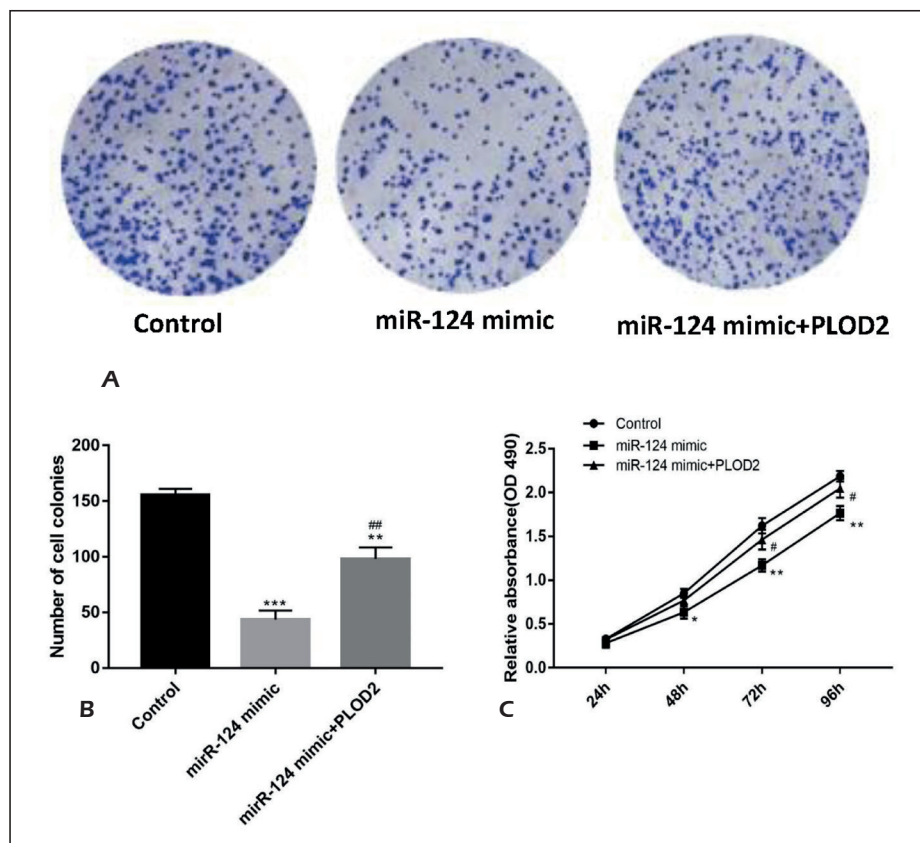 Control
miR-124 mimic
miR-124 mimic+PLOD2
A
Number of cell colonies
200
150
100
50
0
***
##
**
Control
mirR-124 mimic
mirR-124 mimic+PLOD2
B
Relative absorbance(OD 490)
Control
miR-124 mimic
miR-124 mimic+PLOD2
2.5
2.0
1.5
1.0
0.5
0.0
*
#
**
#
**
24h
48h
72h
96h
C